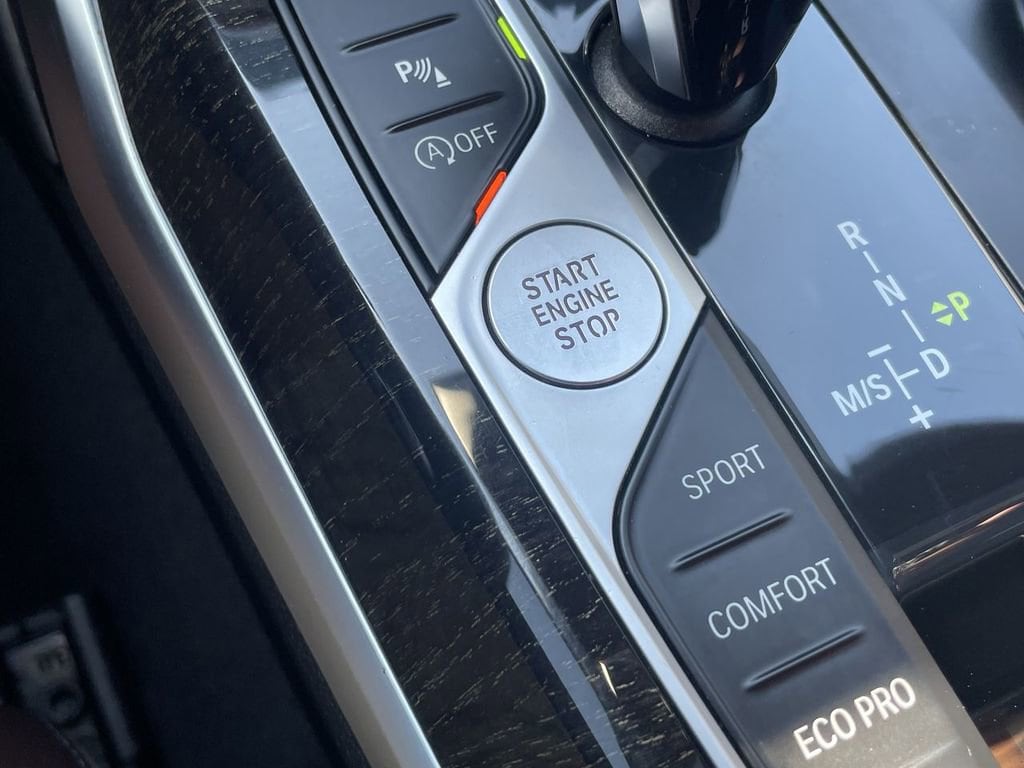 P
A OFF
START
ENGINE
STOP
R
N
P
D
M/S
+
SPORT
COMFORT
ECO PRO